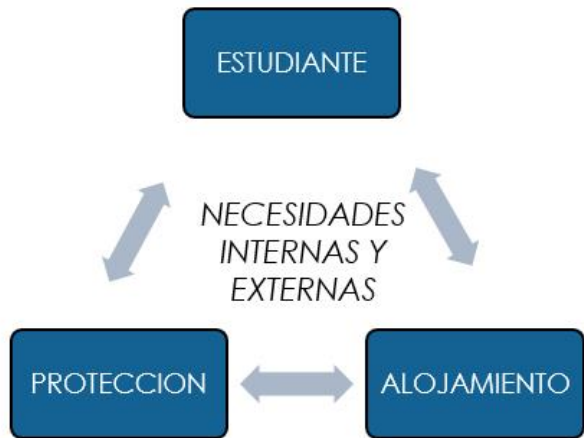 ESTUDIANTE
NECESIDADES
INTERNAS Y
EXTERNAS
PROTECCION
ALOJAMIENTO